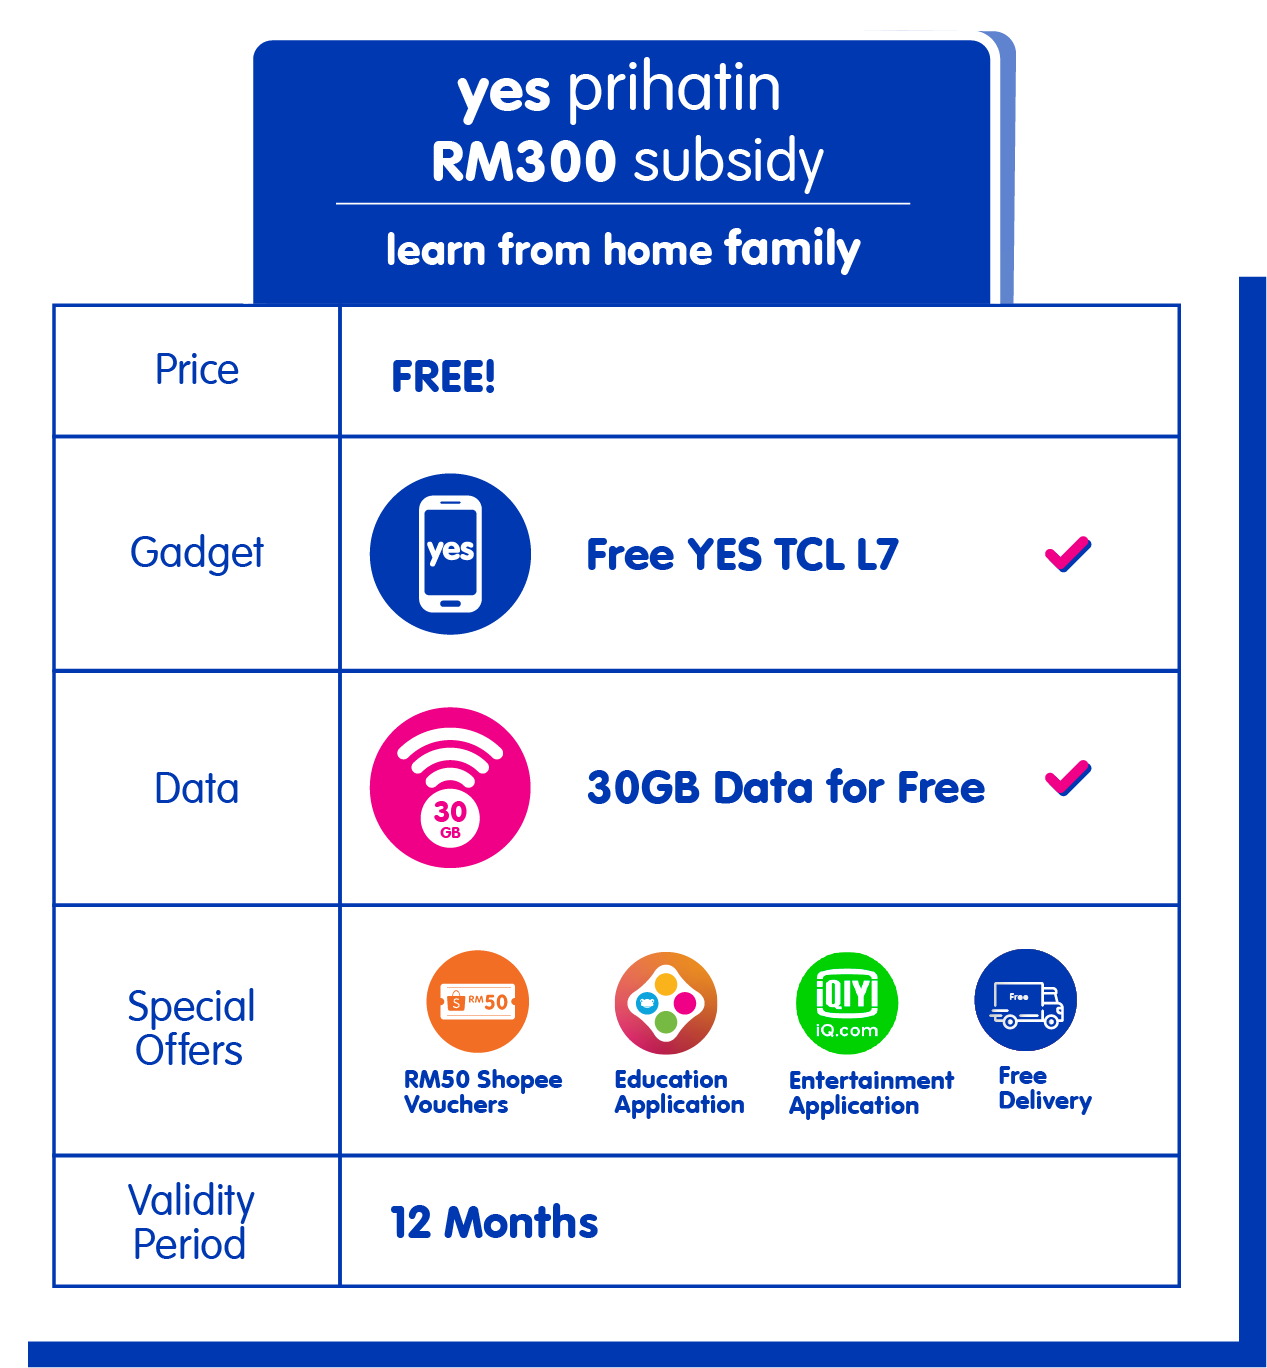 yes prihatin
RM300 subsidy
learn from home family
Price
FREE!
Gadget
yes
Free YES TCL L7
Data
30
GB
30GB Data for Free
Special
Offers
S RM50
RM50 Shopee
Vouchers
Education
Application
iQIYI
iQ.com
Entertainment
Application
Free
Free
Delivery
Validity
Period
12 Months